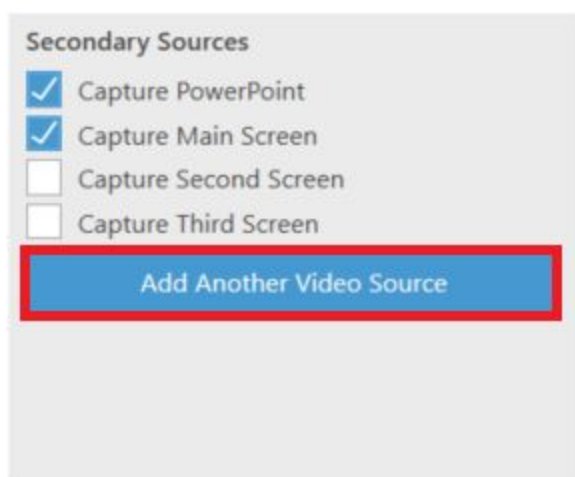 Secondary Sources
Capture PowerPoint
Capture Main Screen
Capture Second Screen
Capture Third Screen
Add Another Video Source